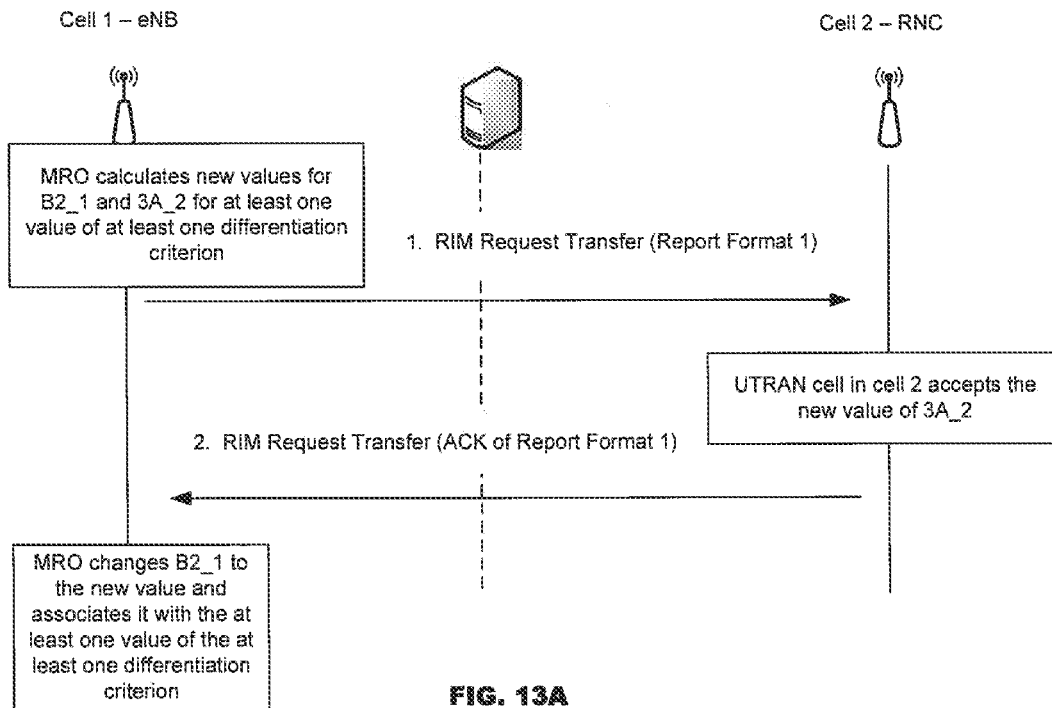 Cell 1 – eNB
Cell 2 – RNC
MRO calculates new values for
B2_1 and 3A_2 for at least one
value of at least one differentiation
criterion
1. RIM Request Transfer (Report Format 1)
UTRAN cell in cell 2 accepts the
new value of 3A_2
2. RIM Request Transfer (ACK of Report Format 1)
MRO changes B2_1 to
the new value and
associates it with the at
least one value of the at
least one differentiation
criterion
FIG. 13A